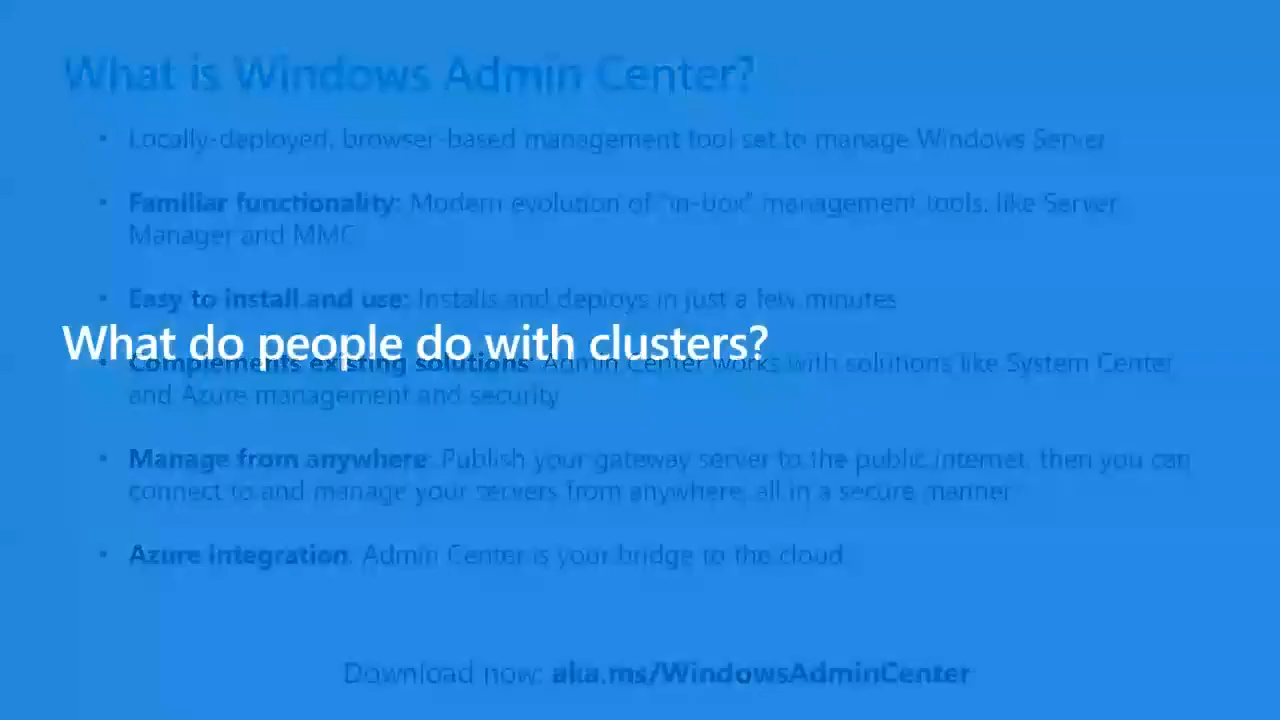 What is Windows Admin Center?
• Locally-deployed, browser-based management tool set to manage Windows Server
• Familiar functionality: Modern evolution of "in-box" management tools, like Server
Manager and MMC
• Easy to install and use: Installs and deploys in just a few minutes
What do people do with clusters?
• Complements existing solutions: Admin Center works with solutions like System Center
and Azure management and security
• Manage from anywhere: Publish your gateway server to the public internet, then you can
connect to and manage your servers from anywhere, all in a secure manner
• Azure integration: Admin Center is your bridge to the cloud
Download now: aka.ms/WindowsAdminCenter